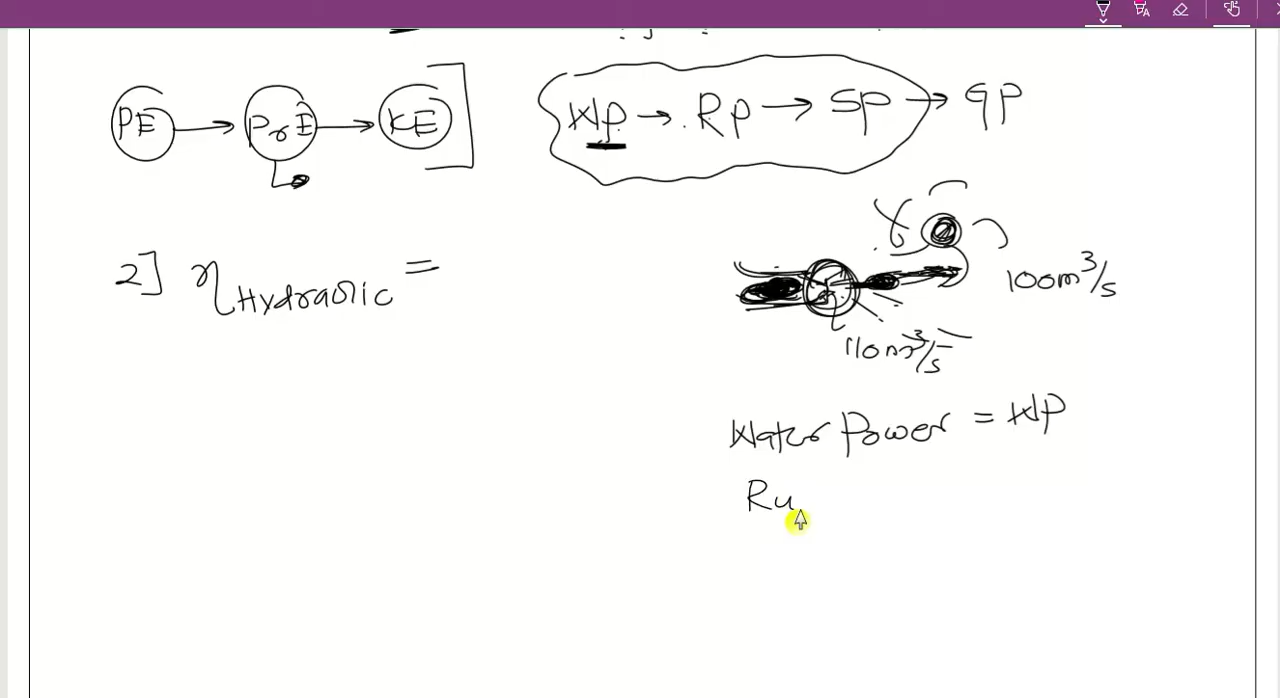 PE → PrE → KE ]
WP → RP → SP → GP
2] η Hydraulic =
100m³/s
110m³/s
Water Power = WP
Ru